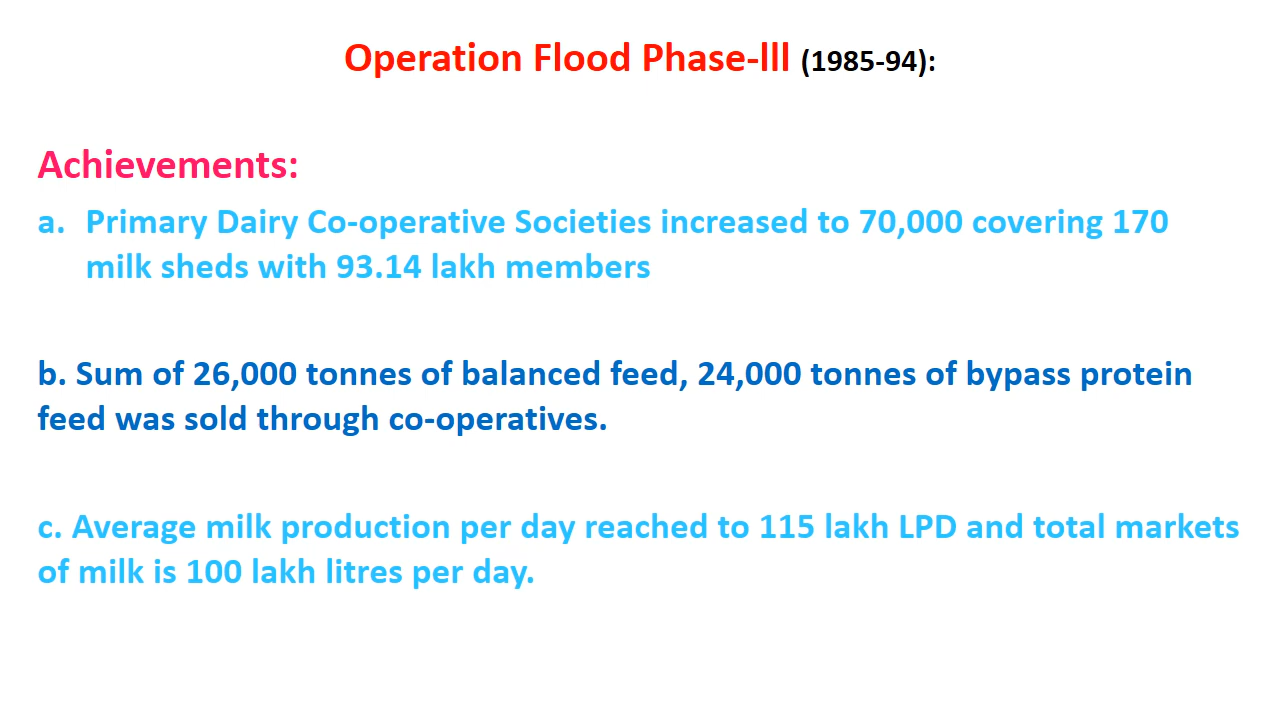 Operation Flood Phase-lll (1985-94):
Achievements:
a. Primary Dairy Co-operative Societies increased to 70,000 covering 170
milk sheds with 93.14 lakh members
b. Sum of 26,000 tonnes of balanced feed, 24,000 tonnes of bypass protein
feed was sold through co-operatives.
c. Average milk production per day reached to 115 lakh LPD and total markets
of milk is 100 lakh litres per day.